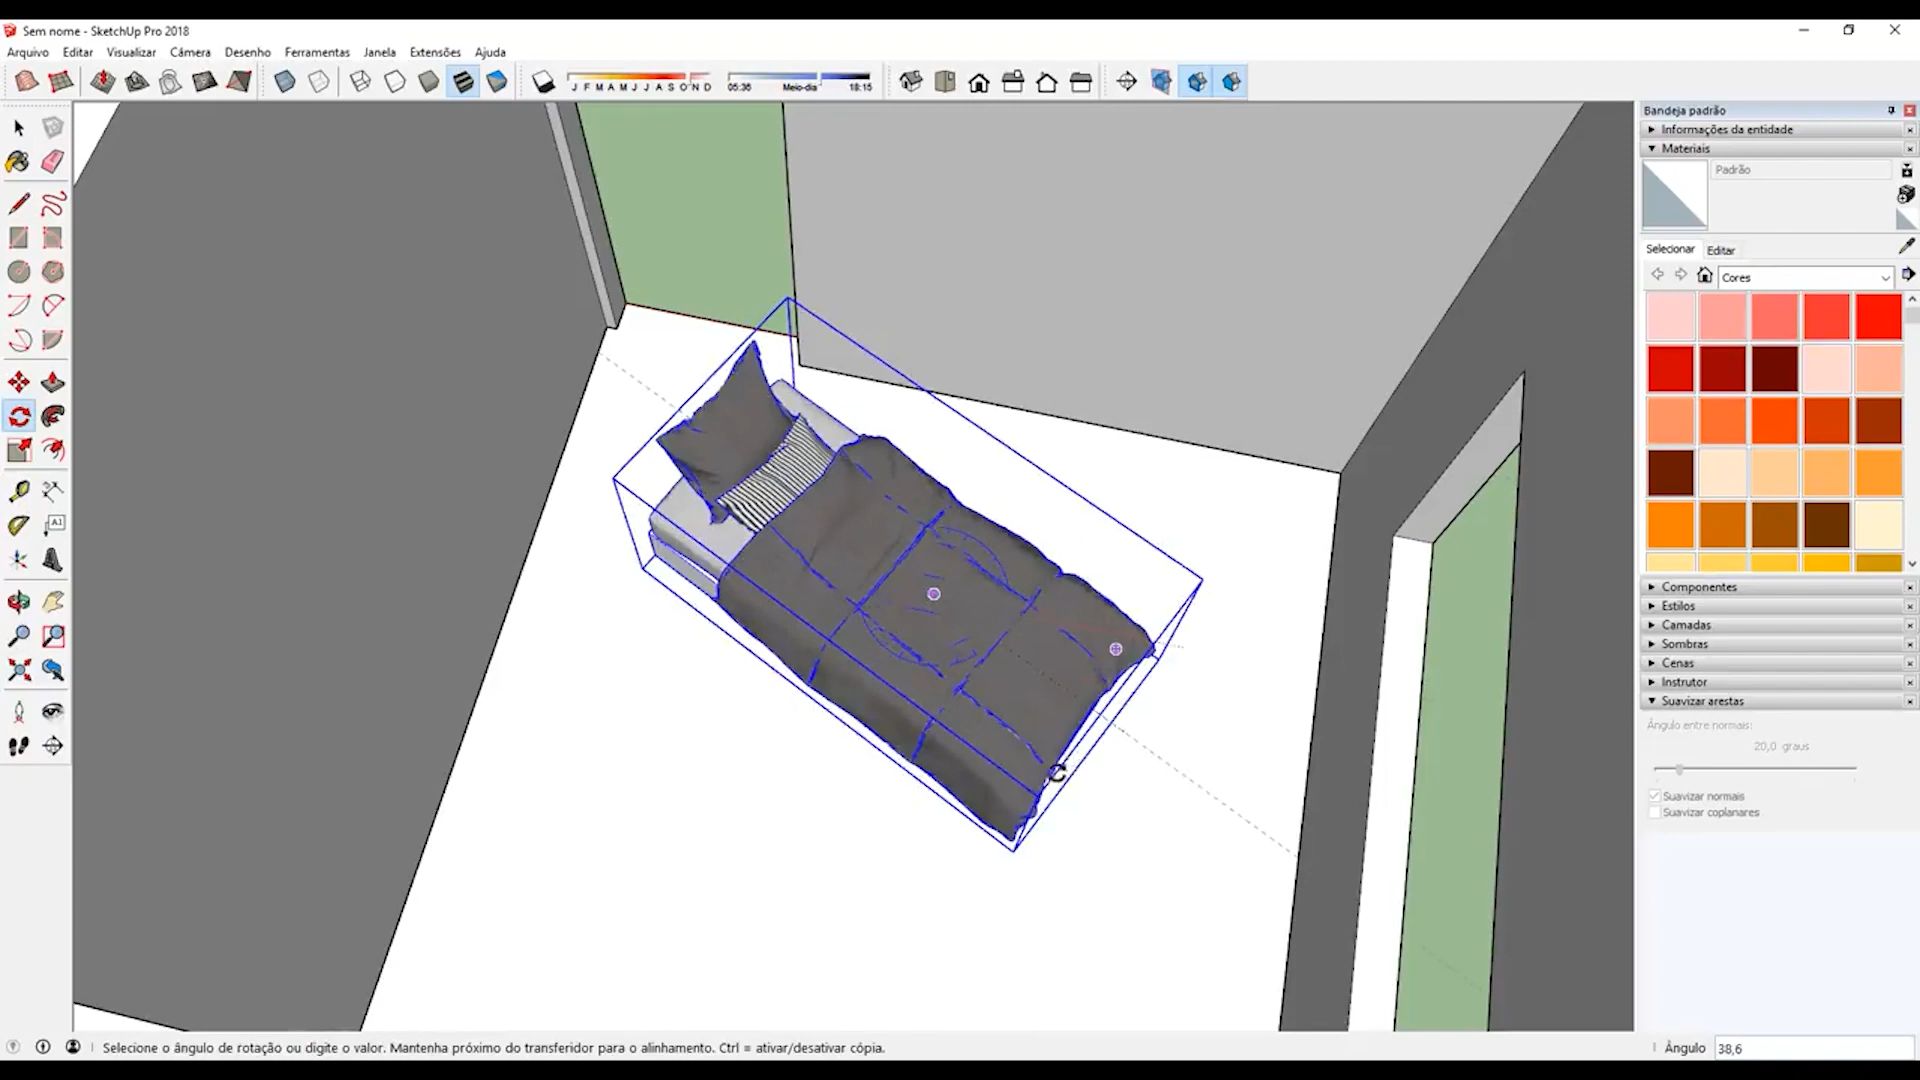 Sem nome - SketchUp Pro 2018
Arquivo Editar Visualizar Câmera Desenho Ferramentas Janela Extensões Ajuda
J F M A M J J A S O N D 05:36 Meio-dia 18:15
Bandeja padrão
Informações da entidade
Materiais
Padrão
Selecionar Editar
Cores
A1
Componentes
Estilos
Camadas
Sombras
Cenas
Instrutor
Suavizar arestas
Ângulo entre normais:
20,0 graus
Suavizar normais
Suavizar coplanares
Selecione o ângulo de rotação ou digite o valor. Mantenha próximo do transferidor para o alinhamento. Ctrl = ativar/desativar cópia.
Ângulo 38,6